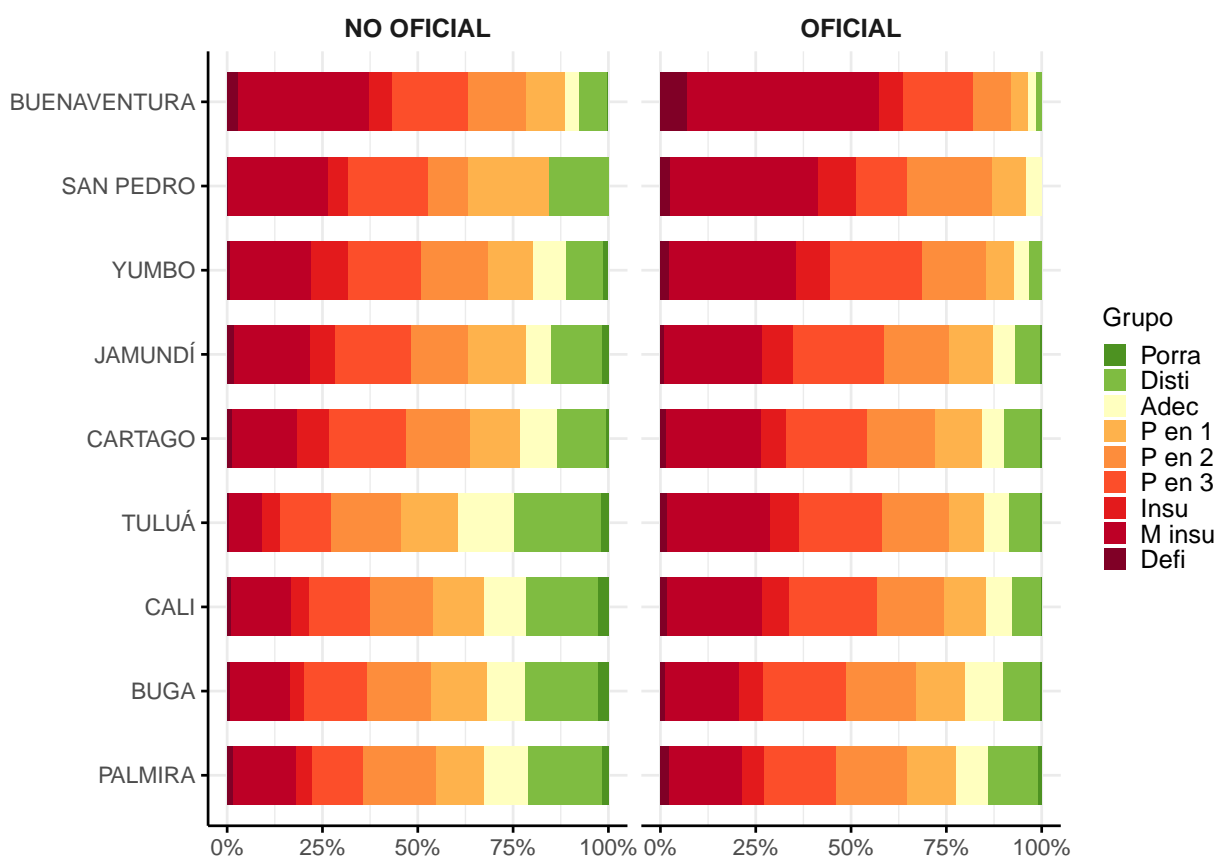 NO OFICIAL
OFICIAL
BUENAVENTURA
SAN PEDRO
YUMBO
JAMUNDÍ
CARTAGO
TULUÁ
CALI
BUGA
PALMIRA
0% 25% 50% 75% 100% 0% 25% 50% 75% 100%
Grupo
Porra
Disti
Adec
P en 1
P en 2
P en 3
Insu
M insu
Defi